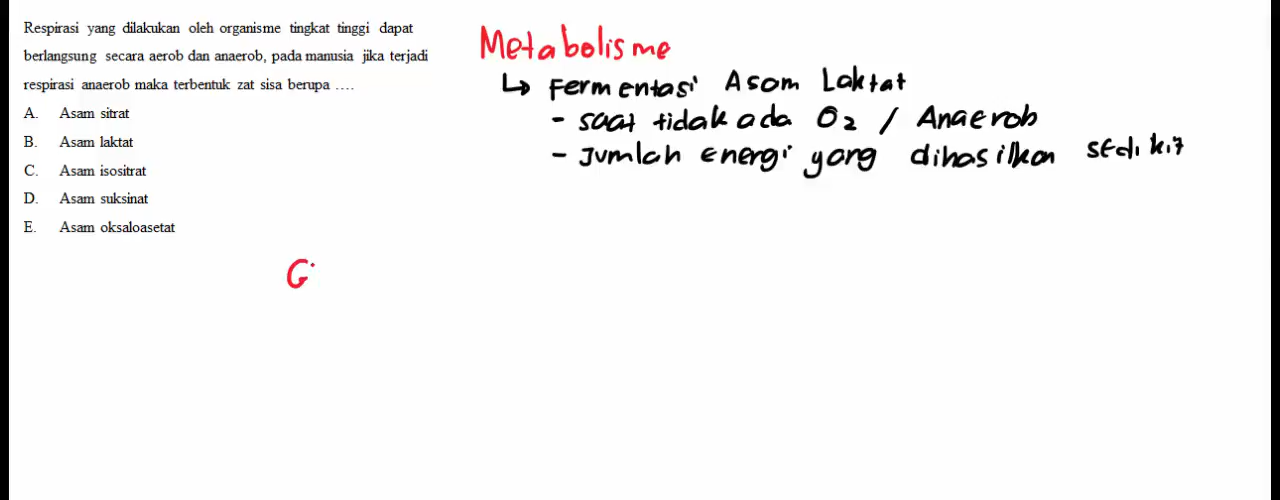 Respirasi yang dilakukan oleh organisme tingkat tinggi dapat
berlangsung secara aerob dan anaerob, pada manusia jika terjadi
respirasi anaerob maka terbentuk zat sisa berupa ....
A. Asam sitrat
B. Asam laktat
C. Asam isositrat
D. Asam suksinat
E. Asam oksaloasetat
Metabolisme
↳ Fermentasi Asam Laktat
- saat tidak ada O2 / Anaerob
- Jumlah energi yang dihasilkan sedikit
G